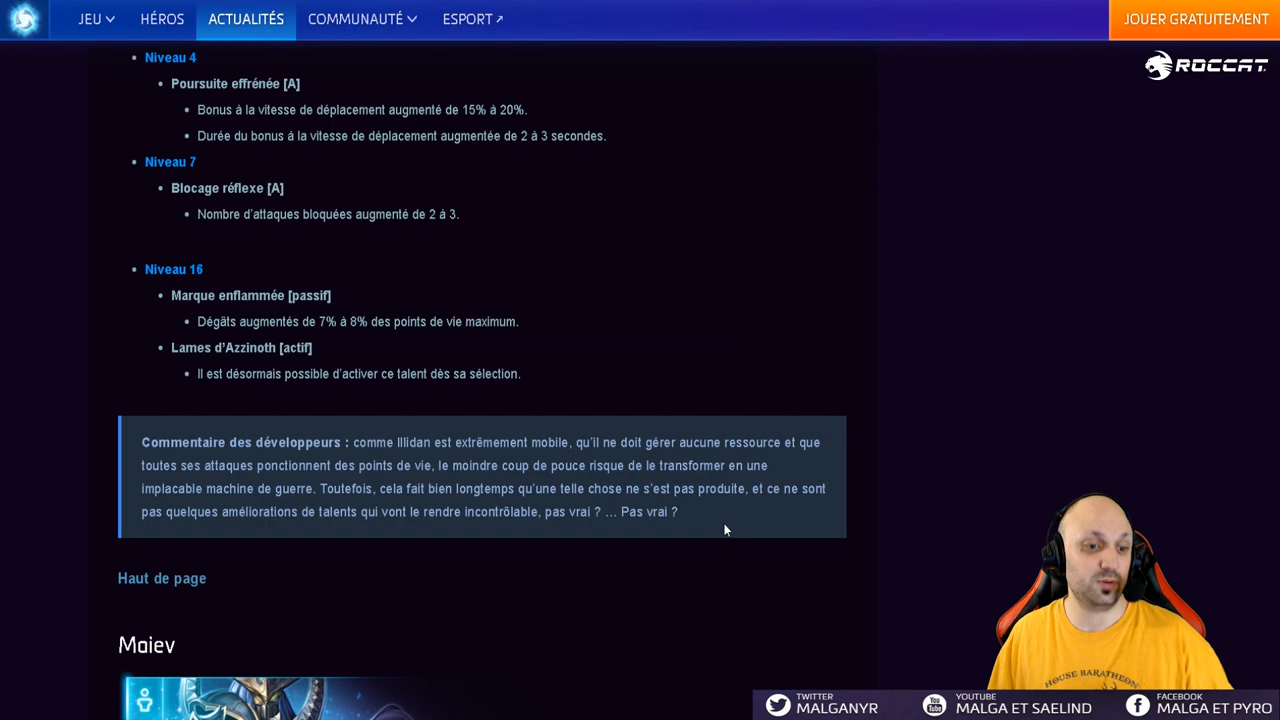 JEU HÉROS ACTUALITÉS COMMUNAUTÉ ESPORT JOUER GRATUITEMENT
ROCCAT
Niveau 4
Poursuite effrénée [A]
Bonus à la vitesse de déplacement augmenté de 15% à 20%.
Durée du bonus à la vitesse de déplacement augmentée de 2 à 3 secondes.
Niveau 7
Blocage réflexe [A]
Nombre d'attaques bloquées augmenté de 2 à 3.
Niveau 16
Marque enflammée [passif]
Dégâts augmentés de 7% à 8% des points de vie maximum.
Lames d'Azzinoth [actif]
Il est désormais possible d'activer ce talent dès sa sélection.
Commentaire des développeurs : comme Illidan est extrêmement mobile, qu'il ne doit gérer aucune ressource et que
toutes ses attaques ponctionnent des points de vie, le moindre coup de pouce risque de le transformer en une
implacable machine de guerre. Toutefois, cela fait bien longtemps qu'une telle chose ne s'est pas produite, et ce ne sont
pas quelques améliorations de talents qui vont le rendre incontrôlable, pas vrai ? … Pas vrai ?
Haut de page
Maiev
HOUSE BARATHEON
TWITTER
MALGANYR
YOUTUBE
MALGA ET SAELIND
FACEBOOK
MALGA ET PYRO